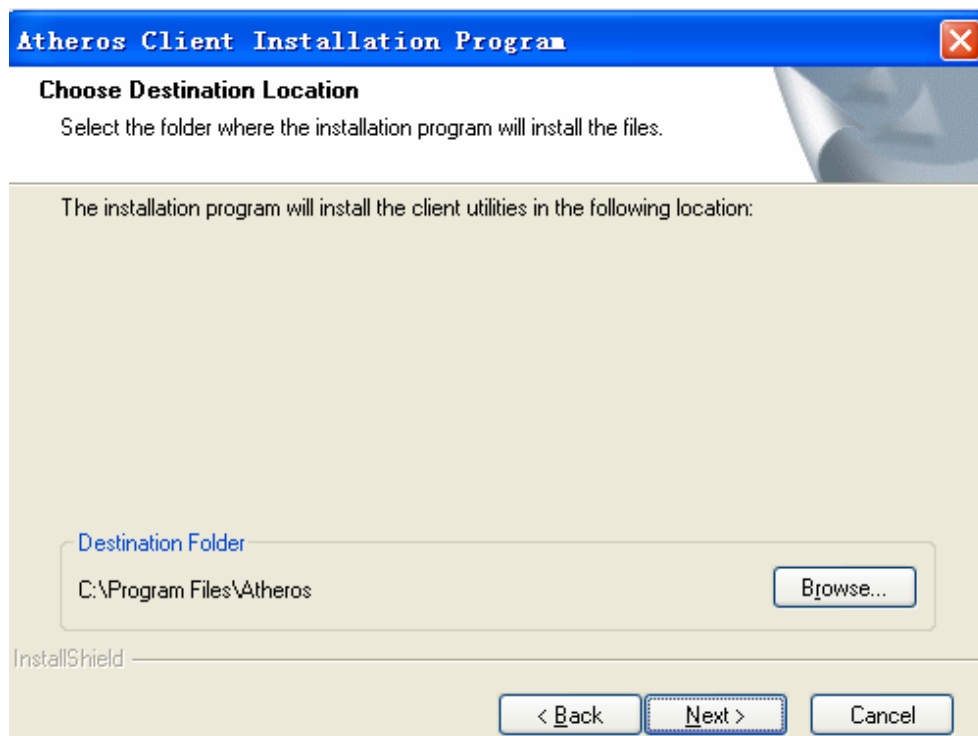 Atheros Client Installation Program
Choose Destination Location
Select the folder where the installation program will install the files.
The installation program will install the client utilities in the following location:
Destination Folder
C:\Program Files\Atheros
Browse...
InstallShield
< Back
Next >
Cancel